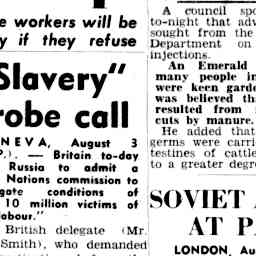 e workers will be
y if they refuse
Slavery"
robe call
NEVA, August 3
P.). — Britain to-day
Russia to admit a
Nations commission to
gate conditions of
10 million victims of
labour."
British delegate (Mr.
Smith), who demanded
A council spo
to-night that adv
sought from the
Department on
injections.
An Emerald
many people in
were keen garde
was believed tha
resulted from
cuts by manure.
He added that
germs were carri
testines of cattle
to a greater degre
SOVIET
AT P
LONDON, Au